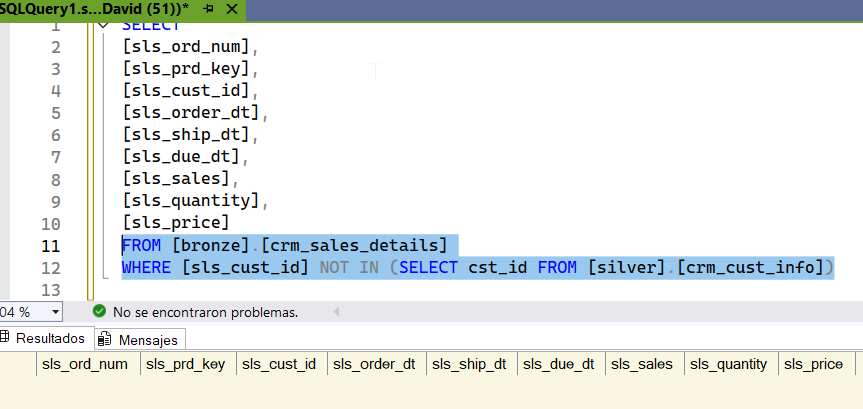 SQLQuery1.s...David (51))*
1 SELECT
2 [sls_ord_num],
3 [sls_prd_key],
4 [sls_cust_id],
5 [sls_order_dt],
6 [sls_ship_dt],
7 [sls_due_dt],
8 [sls_sales],
9 [sls_quantity],
10 [sls_price]
11 FROM [bronze].[crm_sales_details]
12 WHERE [sls_cust_id] NOT IN (SELECT cst_id FROM [silver].[crm_cust_info])
13
04 % No se encontraron problemas.
Resultados Mensajes
sls_ord_num sls_prd_key sls_cust_id sls_order_dt sls_ship_dt sls_due_dt sls_sales sls_quantity sls_price